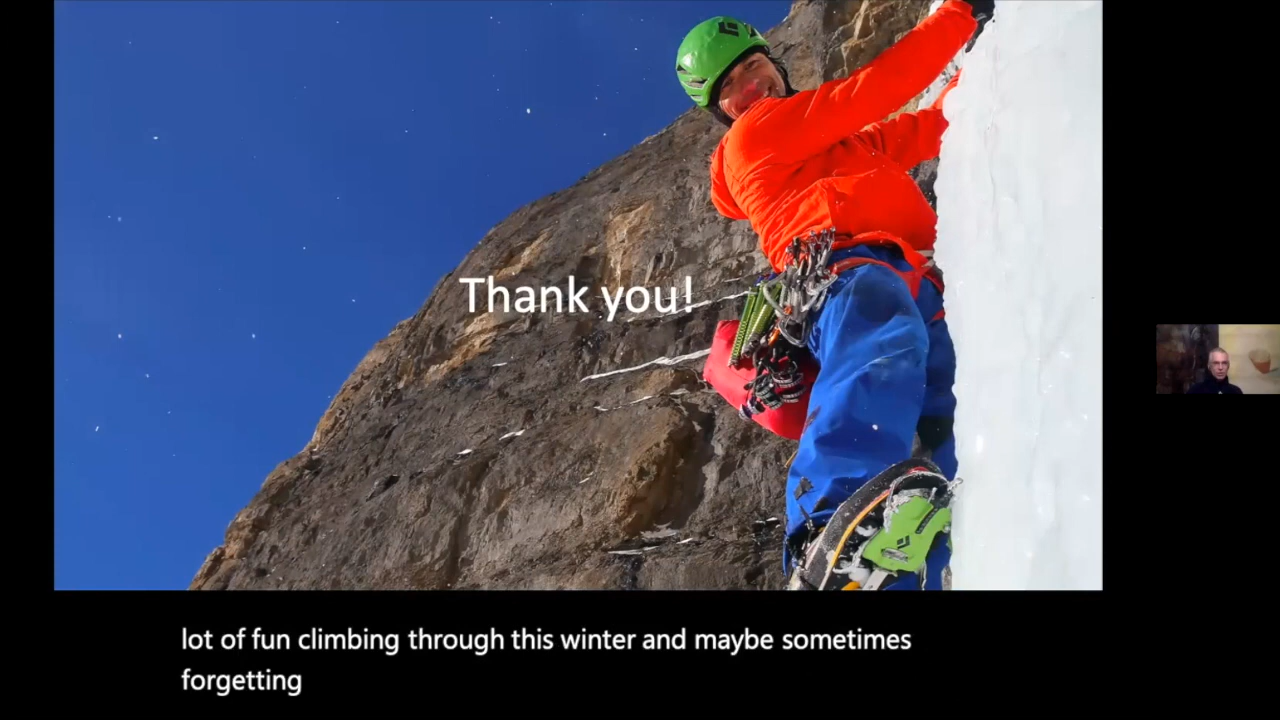 Thank you!
lot of fun climbing through this winter and maybe sometimes
forgetting